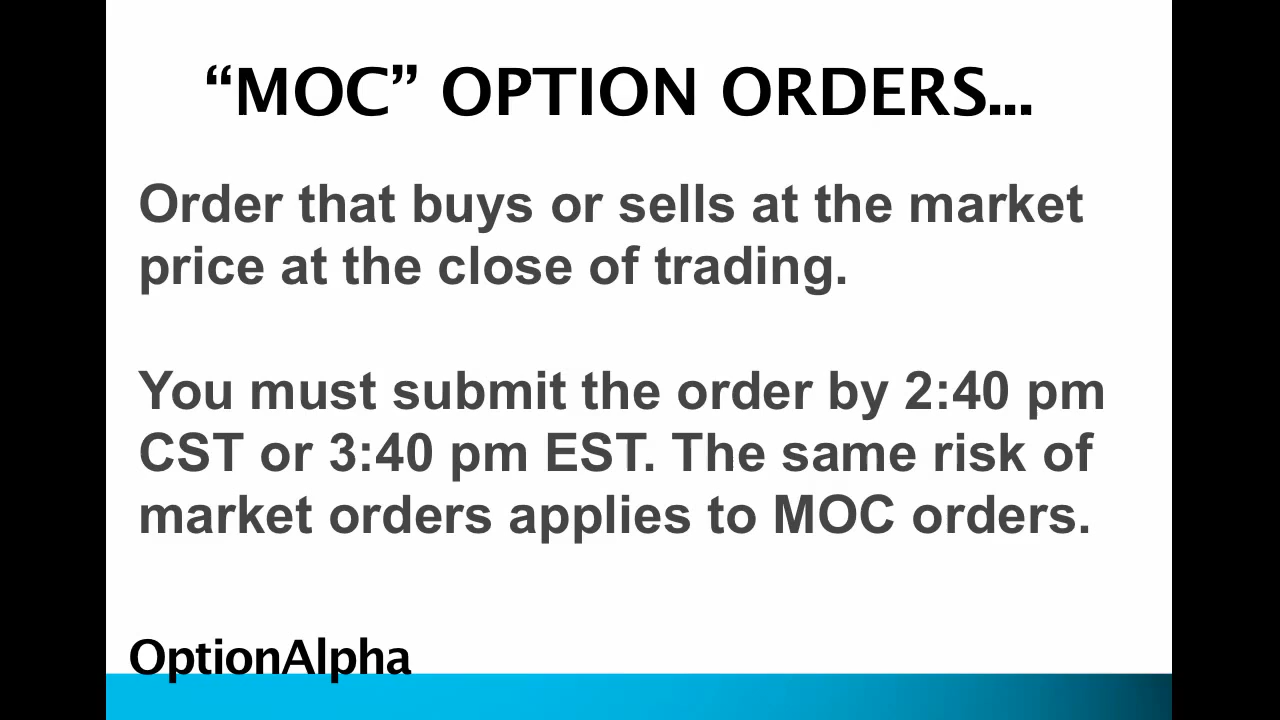 “MOC” OPTION ORDERS...
Order that buys or sells at the market
price at the close of trading.
You must submit the order by 2:40 pm
CST or 3:40 pm EST. The same risk of
market orders applies to MOC orders.
OptionAlpha